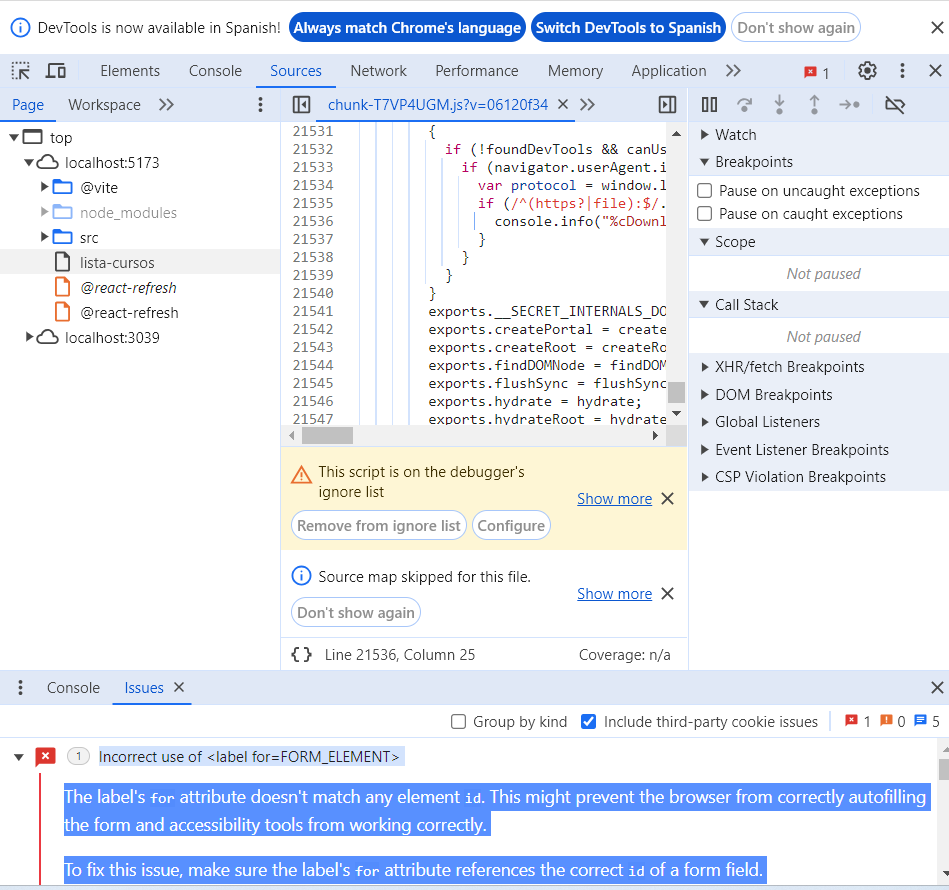 DevTools is now available in Spanish! Always match Chrome's language Switch DevTools to Spanish Don't show again
Elements Console Sources Network Performance Memory Application 1
Page Workspace chunk-T7VP4UGM.js?v=06120f34
top
localhost:5173
@vite
node_modules
src
lista-cursos
@react-refresh
@react-refresh
localhost:3039
21531 {
21532 if (!foundDevTools && canUs
21533 if (navigator.userAgent.i
21534 var protocol = window.l
21535 if (/^(https?|file):$/.
21536 console.info("%cDownl
21537 }
21538 }
21539 }
21540 }
21541 exports.__SECRET_INTERNALS_DO
21542 exports.createPortal = create
21543 exports.createRoot = createRo
21544 exports.findDOMNode = findDOM
21545 exports.flushSync = flushSync
21546 exports.hydrate = hydrate;
21547 exports.hydrateRoot = hydrate
This script is on the debugger's
ignore list
Show more
Remove from ignore list Configure
Source map skipped for this file.
Show more
Don't show again
{} Line 21536, Column 25 Coverage: n/a
Watch
Breakpoints
Pause on uncaught exceptions
Pause on caught exceptions
Scope
Not paused
Call Stack
Not paused
XHR/fetch Breakpoints
DOM Breakpoints
Global Listeners
Event Listener Breakpoints
CSP Violation Breakpoints
Console Issues
Group by kind Include third-party cookie issues 1 0 5
1 Incorrect use of <label for=FORM_ELEMENT>
The label's for attribute doesn't match any element id. This might prevent the browser from correctly autofilling
the form and accessibility tools from working correctly.
To fix this issue, make sure the label's for attribute references the correct id of a form field.